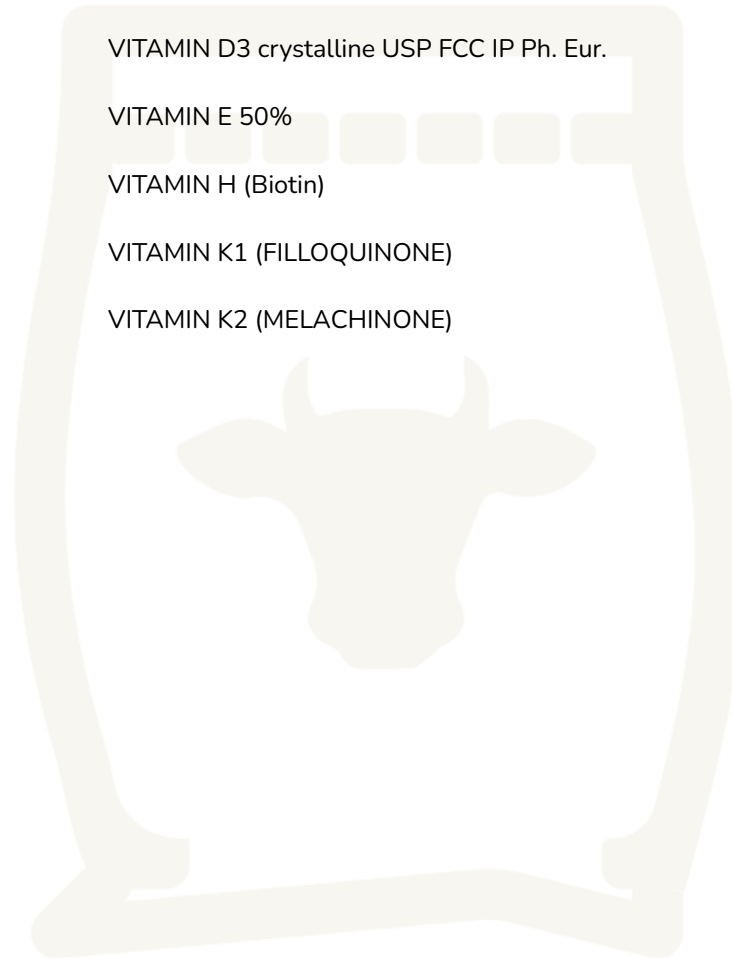 VITAMIN D3 crystalline USP FCC IP Ph. Eur.
VITAMIN E 50%
VITAMIN H (Biotin)
VITAMIN K1 (FILLOQUINONE)
VITAMIN K2 (MELACHINONE)